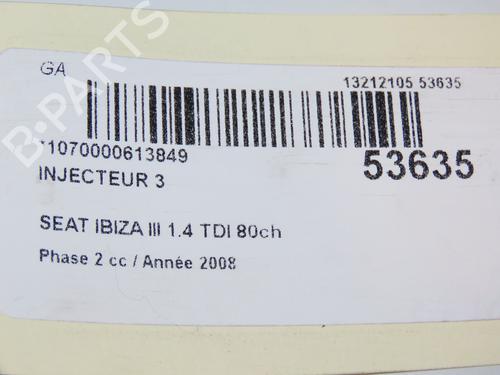 GA
13212105 53635
*1070000613849
53635
INJECTEUR 3
SEAT IBIZA III 1.4 TDI 80ch
Phase 2 cc / Année 2008
B-PARTS